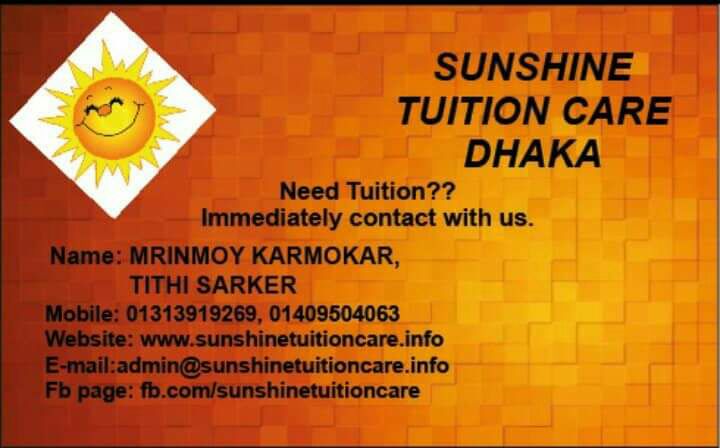 SUNSHINE
TUITION CARE
DHAKA
Need Tuition??
Immediately contact with us.
Name: MRINMOY KARMOKAR,
TITHI SARKER
Mobile: 01313919269, 01409504063
Website: www.sunshinetuitioncare.info
E-mail:admin@sunshinetuitioncare.info
Fb page: fb.com/sunshinetuitioncare